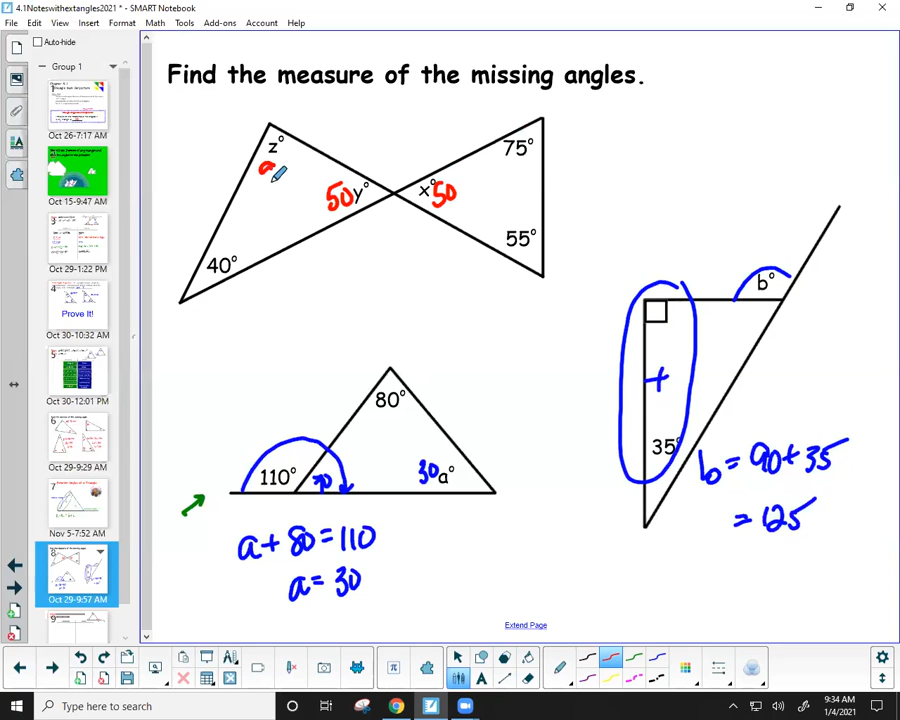 4.1Noteswithextangles2021 * - SMART Notebook
File Edit View Insert Format Math Tools Add-ons Account Help
Auto-hide
Group 1
Oct 26-7:17 AM
Oct 15-9:47 AM
Oct 29-1:22 PM
Prove It!
Oct 30-10:32 AM
Oct 30-12:01 PM
Oct 29-9:29 AM
Nov 5-7:32 AM
Oct 29-9:57 AM
Find the measure of the missing angles.
z°
75°
50 y°
x° 50
55°
40°
b°
80°
35°
110°
70
30 a°
b = 90 + 35
= 125
a + 80 = 110
a = 30
Extend Page
Type here to search
9:34 AM
1/4/2021